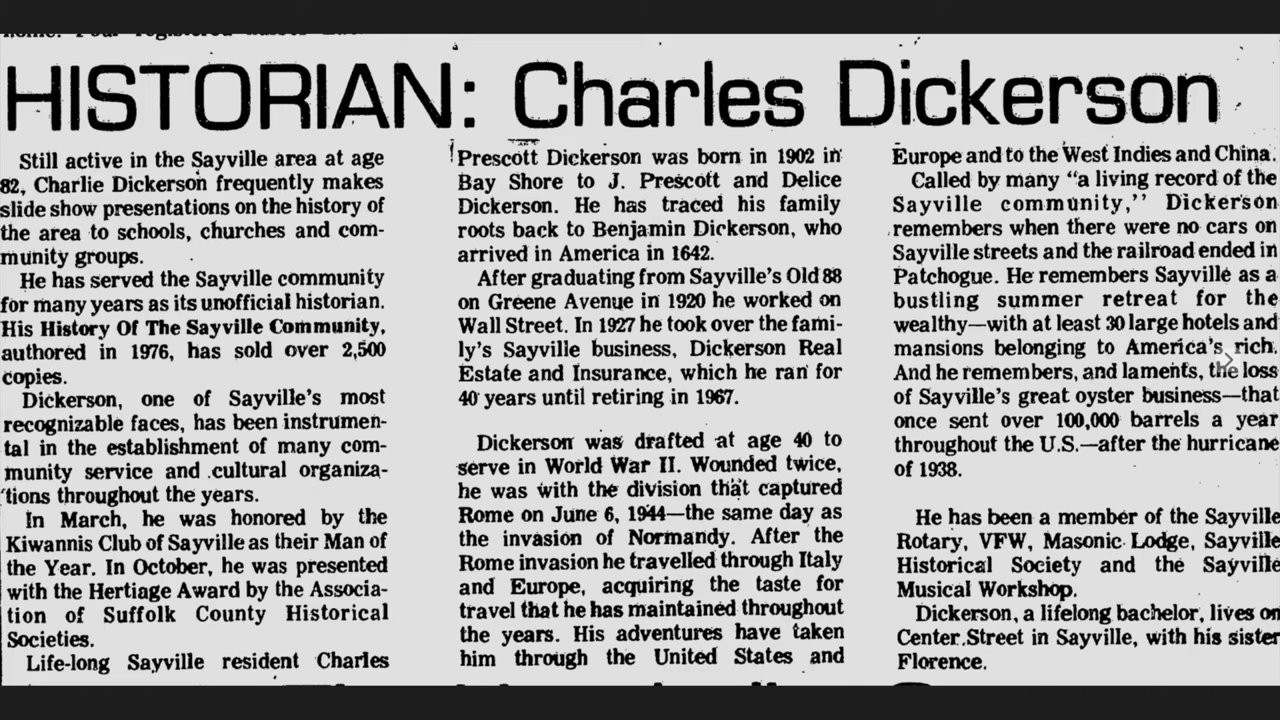 HISTORIAN: Charles Dickerson
Still active in the Sayville area at age
82, Charlie Dickerson frequently makes
slide show presentations on the history of
the area to schools, churches and com-
munity groups.
He has served the Sayville community
for many years as its unofficial historian.
His History Of The Sayville Community,
authored in 1976, has sold over 2,500
copies.
Dickerson, one of Sayville's most
recognizable faces, has been instrumen-
tal in the establishment of many com-
munity service and cultural organiza-
tions throughout the years.
In March, he was honored by the
Kiwannis Club of Sayville as their Man of
the Year. In October, he was presented
with the Hertiage Award by the Associa-
tion of Suffolk County Historical
Societies.
Life-long Sayville resident Charles
Prescott Dickerson was born in 1902 in
Bay Shore to J. Prescott and Delice
Dickerson. He has traced his family
roots back to Benjamin Dickerson, who
arrived in America in 1642.
After graduating from Sayville's Old 88
on Greene Avenue in 1920 he worked on
Wall Street. In 1927 he took over the fami-
ly's Sayville business, Dickerson Real
Estate and Insurance, which he ran for
40 years until retiring in 1967.
Dickerson was drafted at age 40 to
serve in World War II. Wounded twice,
he was with the division that captured
Rome on June 6, 1944—the same day as
the invasion of Normandy. After the
Rome invasion he travelled through Italy
and Europe, acquiring the taste for
travel that he has maintained throughout
the years. His adventures have taken
him through the United States and
Europe and to the West Indies and China.
Called by many "a living record of the
Sayville community," Dickerson
remembers when there were no cars on
Sayville streets and the railroad ended in
Patchogue. He remembers Sayville as a
bustling summer retreat for the
wealthy—with at least 30 large hotels and
mansions belonging to America's rich.
And he remembers, and laments, the loss
of Sayville's great oyster business—that
once sent over 100,000 barrels a year
throughout the U.S.—after the hurricane
of 1938.
He has been a member of the Sayville
Rotary, VFW, Masonic Lodge, Sayville
Historical Society and the Sayville
Musical Workshop.
Dickerson, a lifelong bachelor, lives on
Center Street in Sayville, with his sister
Florence.